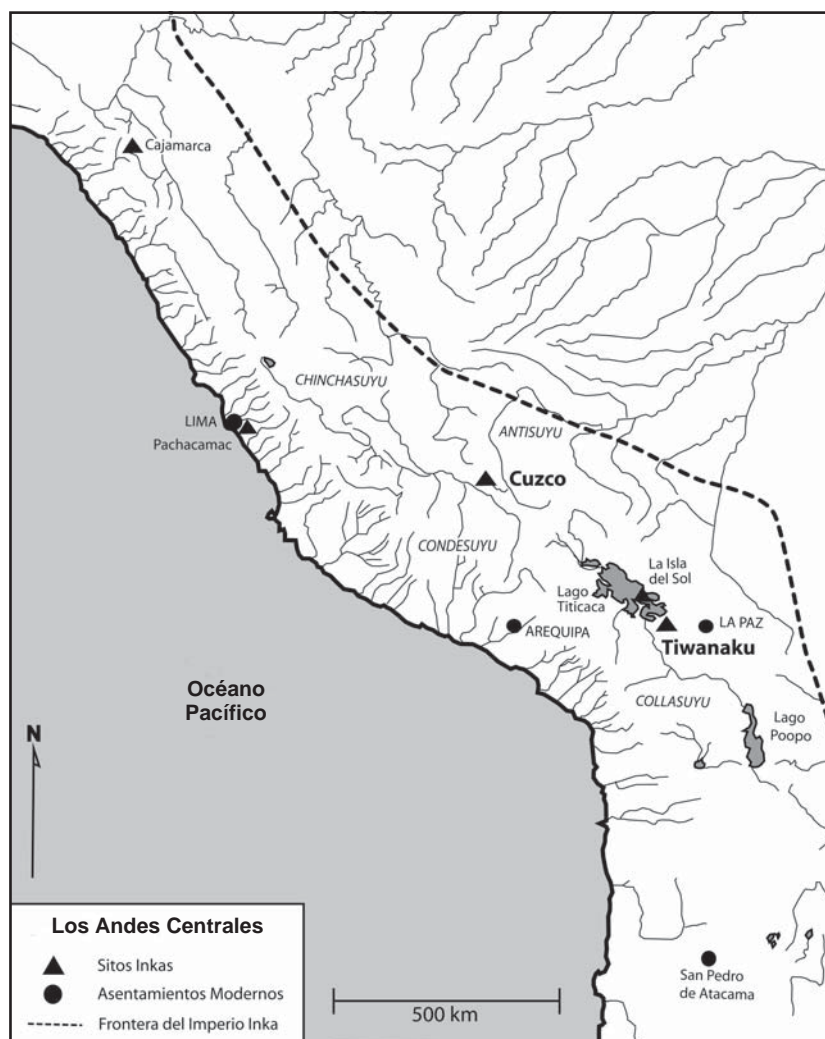 Cajamarca
CHINCHASUYU
LIMA
Pachacamac
ANTISUYU
Cuzco
CONDESUYU
La Isla
del Sol
Lago
Titicaca
AREQUIPA
LA PAZ
Tiwanaku
Océano
Pacífico
COLLASUYU
Lago
Poopo
N
Los Andes Centrales
Sitos Inkas
Asentamientos Modernos
Frontera del Imperio Inka
500 km
San Pedro
de Atacama